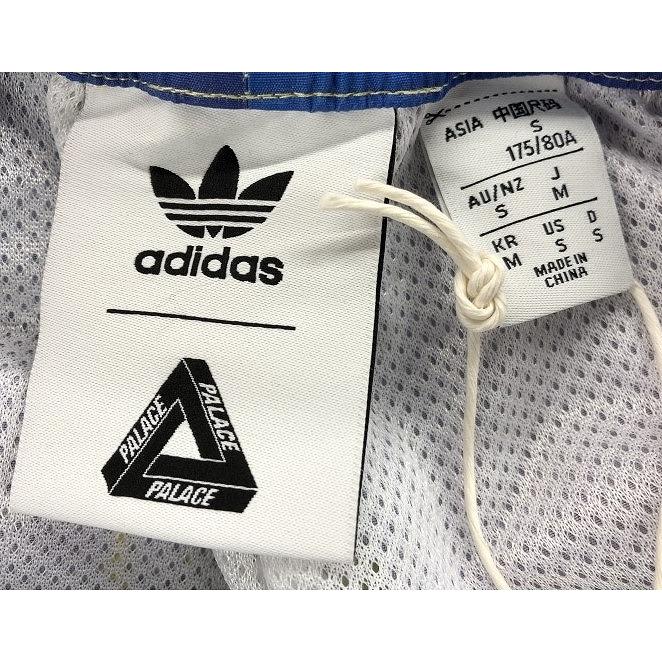 adidas
PALACE
PALACE
PALACE
ASIA 中国尺码
S
175/80A
AU/NZ J
S M
KR US D
M S S
MADE IN
CHINA